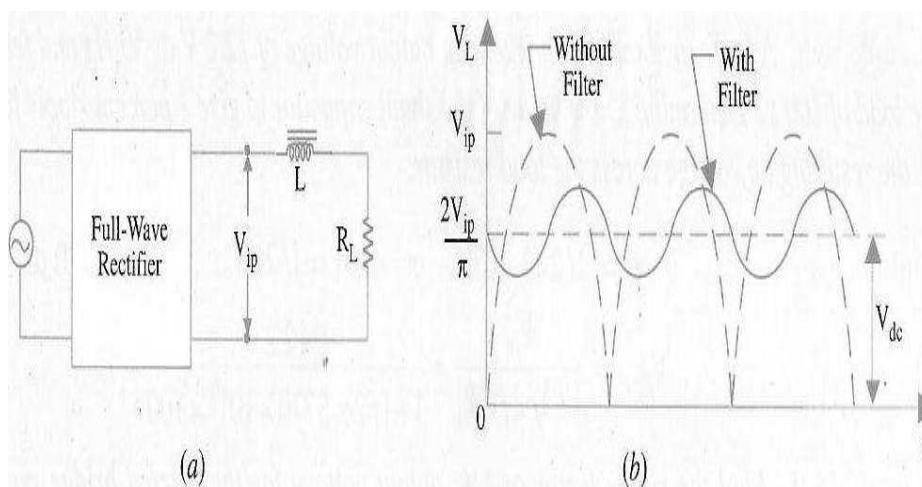 Full-Wave
Rectifier
V_ip
L
R_L
(a)
V_L
Without
Filter
With
Filter
V_ip
2V_ip
π
V_dc
0
(b)